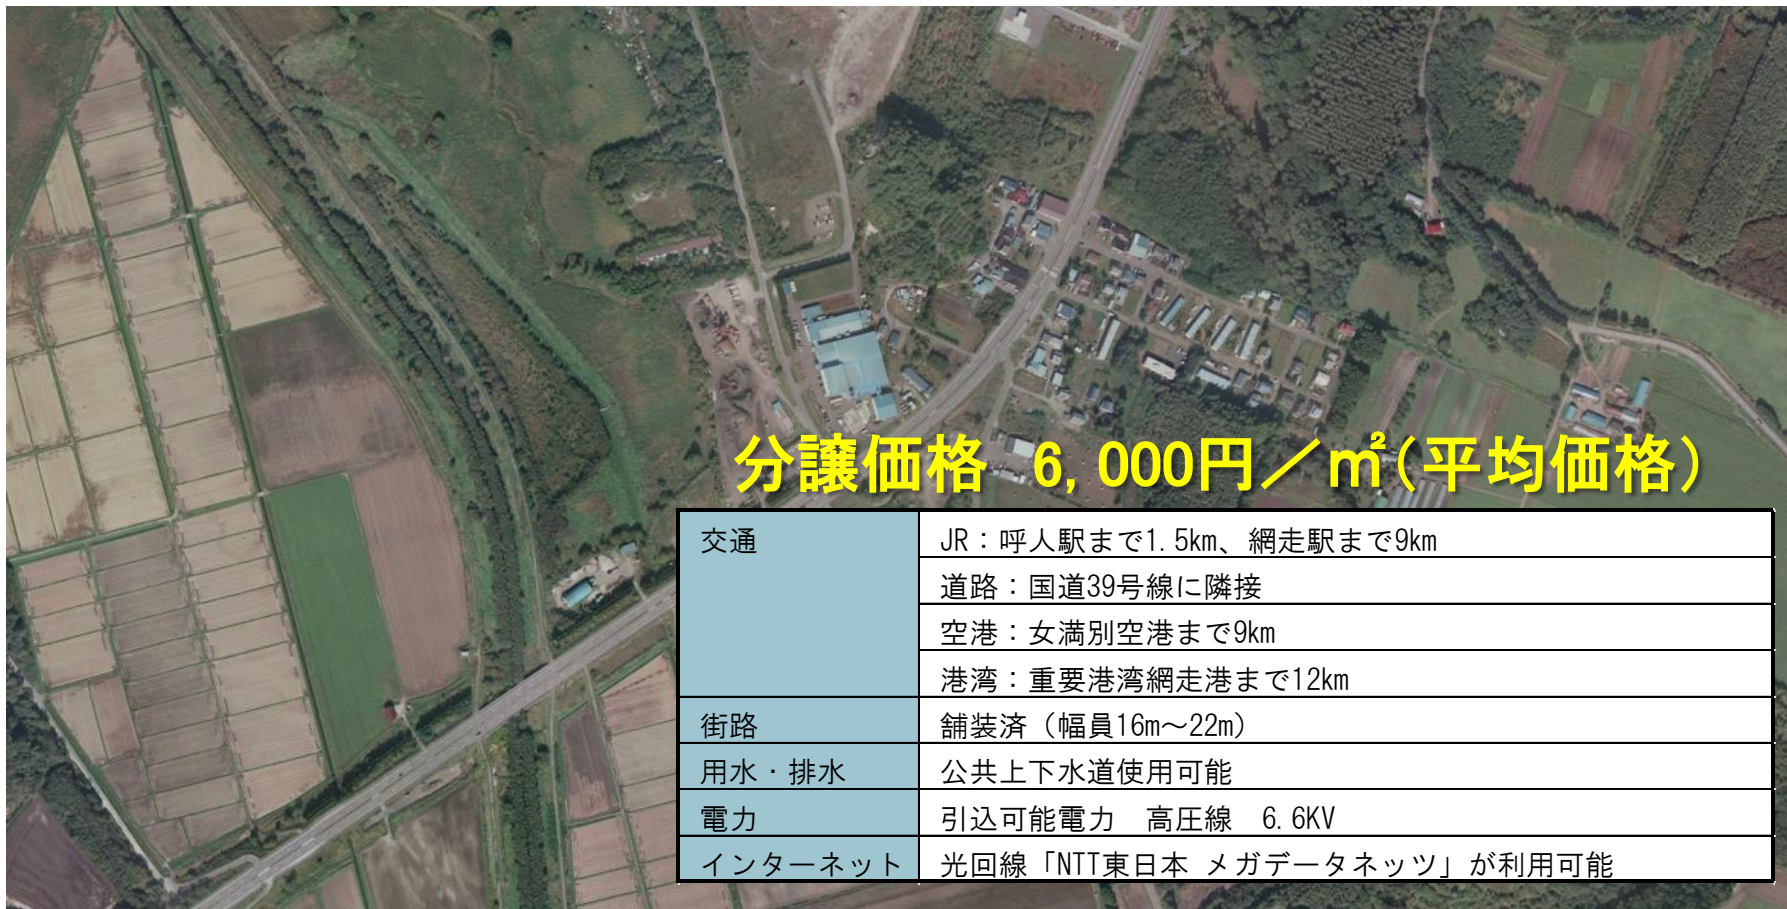 分譲価格　6,000円／㎡(平均価格)
交通
JR：呼人駅まで1.5km、網走駅まで9km
道路：国道39号線に隣接
空港：女満別空港まで9km
港湾：重要港湾網走港まで12km
街路
舗装済（幅員16m～22m）
用水・排水
公共上下水道使用可能
電力
引込可能電力　高圧線　6.6KV
インターネット
光回線「NTT東日本 メガデータネッツ」が利用可能